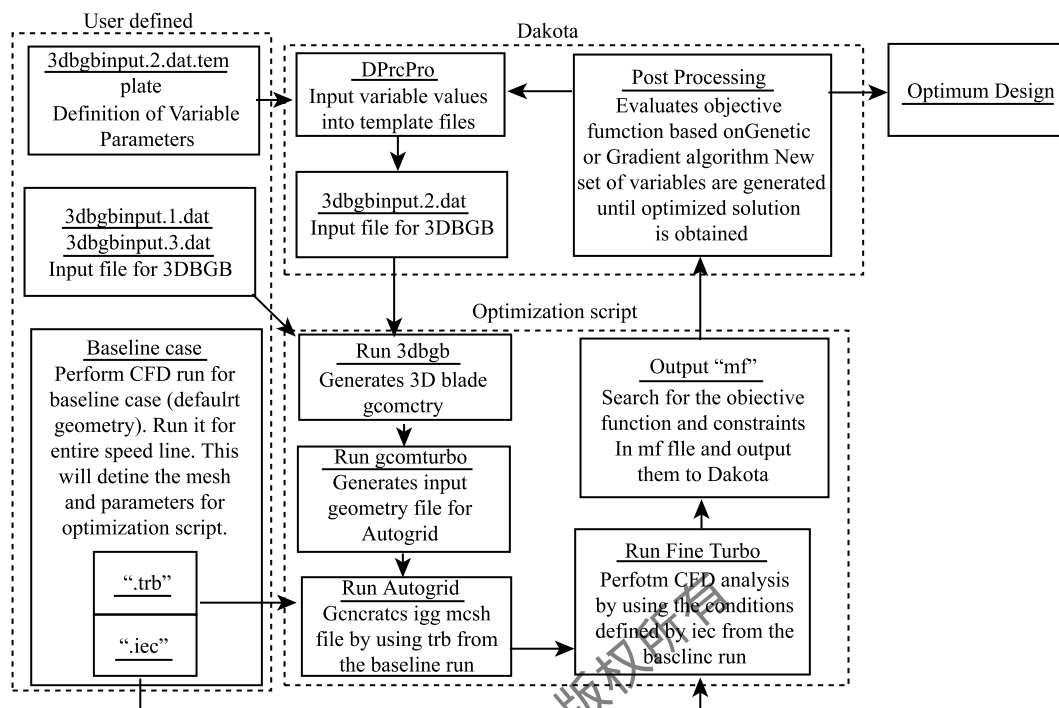 User defined
3dbgbinput.2.dat.tem
plate
Definition of Variable
Parameters
3dbgbinput.1.dat
3dbgbinput.3.dat
Input file for 3DBGB
Baseline case
Perform CFD run for
baseline case (defaulrt
geometry). Run it for
entire speed line. This
will detine the mesh
and parameters for
optimization script.
“.trb”
“.iec”
Dakota
DPrcPro
Input variable values
into template files
3dbgbinput.2.dat
Input file for 3DBGB
Post Processing
Evaluates objective
fumction based onGenetic
or Gradient algorithm New
set of variables are generated
until optimized solution
is obtained
Optimum Design
Optimization script
Run 3dbgb
Generates 3D blade
gcomctry
Run gcomturbo
Generates input
geometry file for
Autogrid
Run Autogrid
Gcncratcs igg mcsh
file by using trb from
the baselinc run
Output “mf”
Search for the obiective
function and constraints
In mf flle and output
them to Dakota
Run Fine Turbo
Perfotm CFD analysis
by using the conditions
defined by iec from the
basclinc run
版权所有